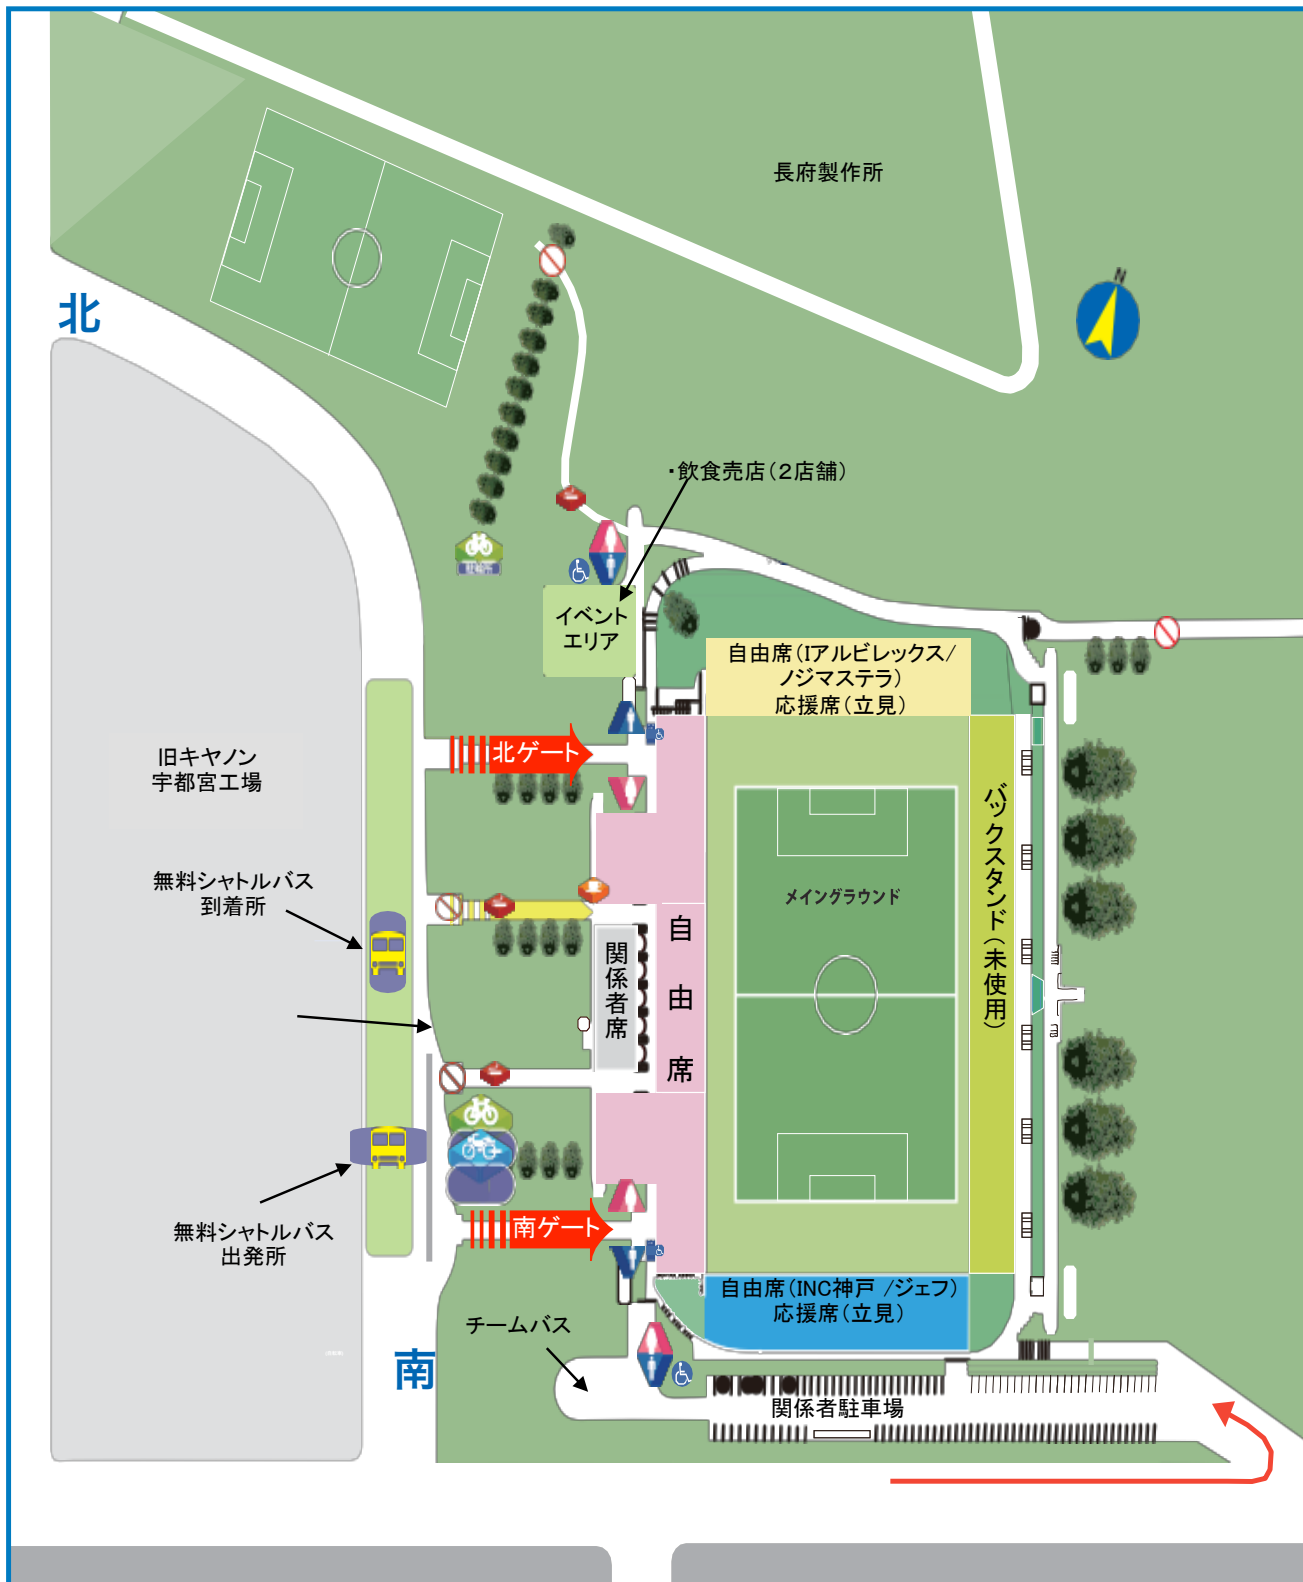 長府製作所
N
北
・飲食売店(2店舗)
駐輪所
イベント
エリア
自由席(Iアルビレックス/
ノジマステラ)
応援席(立見)
北ゲート
旧キヤノン
宇都宮工場
バックスタンド(未使用)
メイングラウンド
無料シャトルバス
到着所
自由席
関係者席
南ゲート
無料シャトルバス
出発所
自由席(INC神戸 /ジェフ)
応援席(立見)
チームバス
南
関係者駐車場